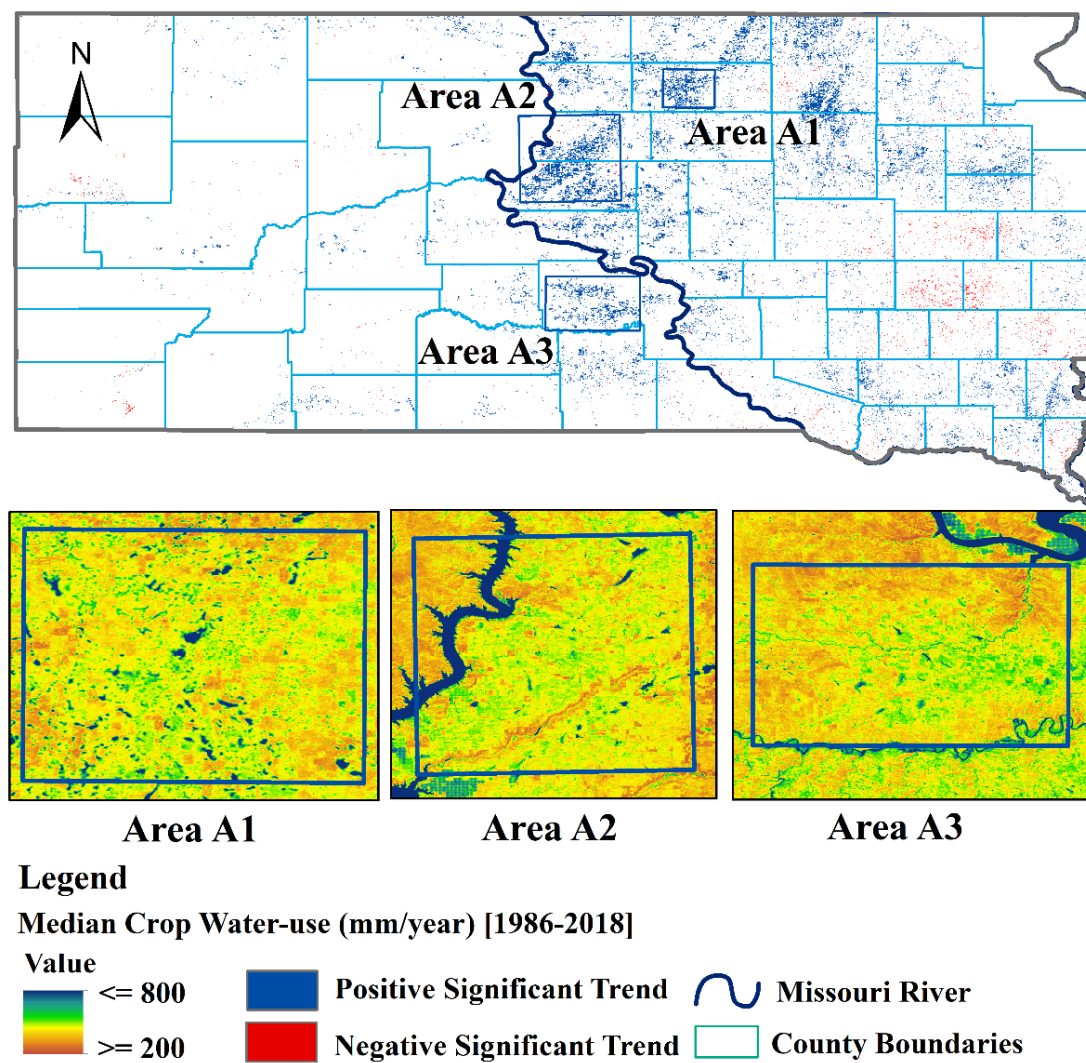 N
Area A2
Area A1
Area A3
Area A1
Area A2
Area A3
Legend
Median Crop Water-use (mm/year) [1986-2018]
Value
<= 800
>= 200
Positive Significant Trend
Negative Significant Trend
Missouri River
County Boundaries